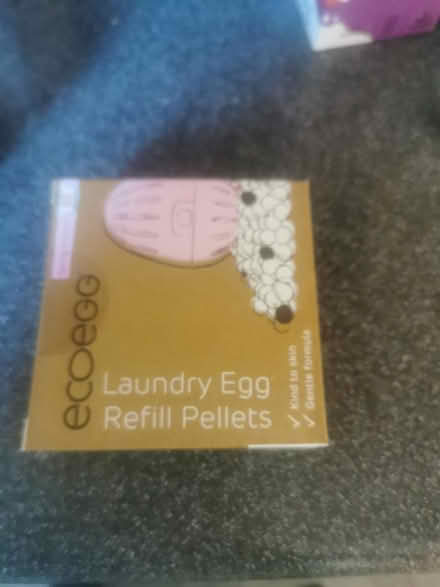 ecoegg
Laundry Egg
Refill Pellets
✓ Kind to skin
✓ Gentle formula